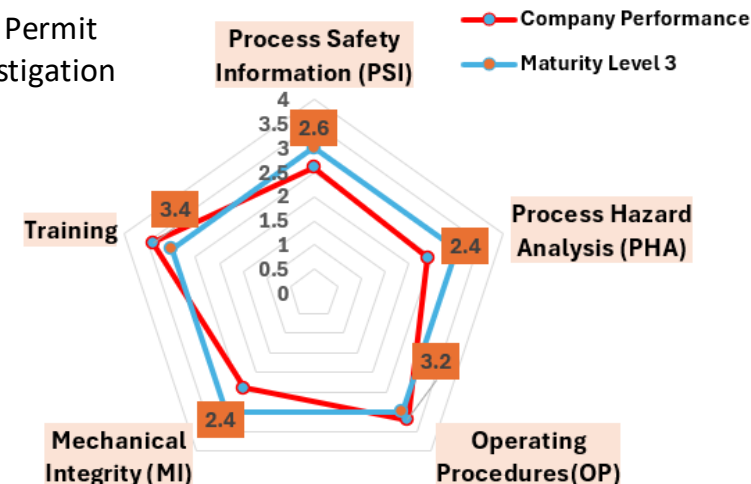 Permit
stigation
Company Performance
Maturity Level 3
Process Safety
Information (PSI)
4
3.5
3
2.5
2
1.5
1
0.5
0
2.6
3.4
Training
Process Hazard
Analysis (PHA)
2.4
3.2
2.4
Mechanical
Integrity (MI)
Operating
Procedures(OP)